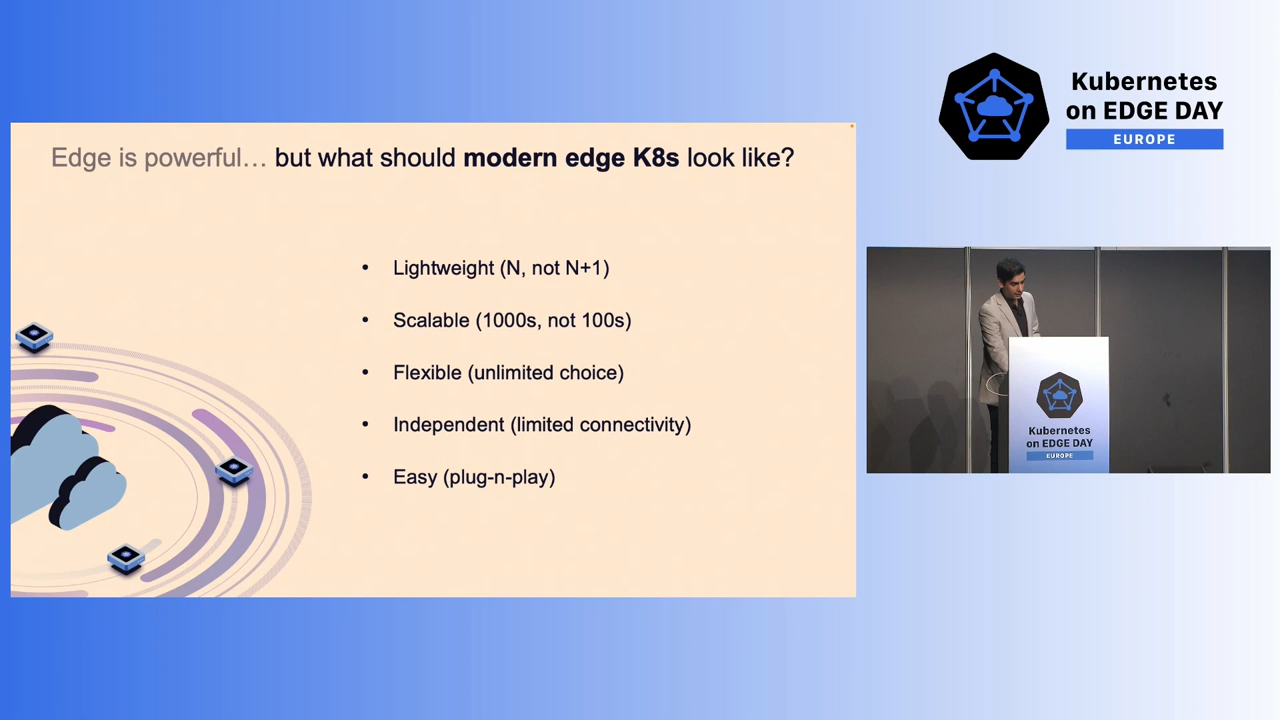 Kubernetes
on EDGE DAY
EUROPE
Edge is powerful… but what should modern edge K8s look like?
• Lightweight (N, not N+1)
• Scalable (1000s, not 100s)
• Flexible (unlimited choice)
• Independent (limited connectivity)
• Easy (plug-n-play)
Kubernetes
on EDGE DAY
EUROPE